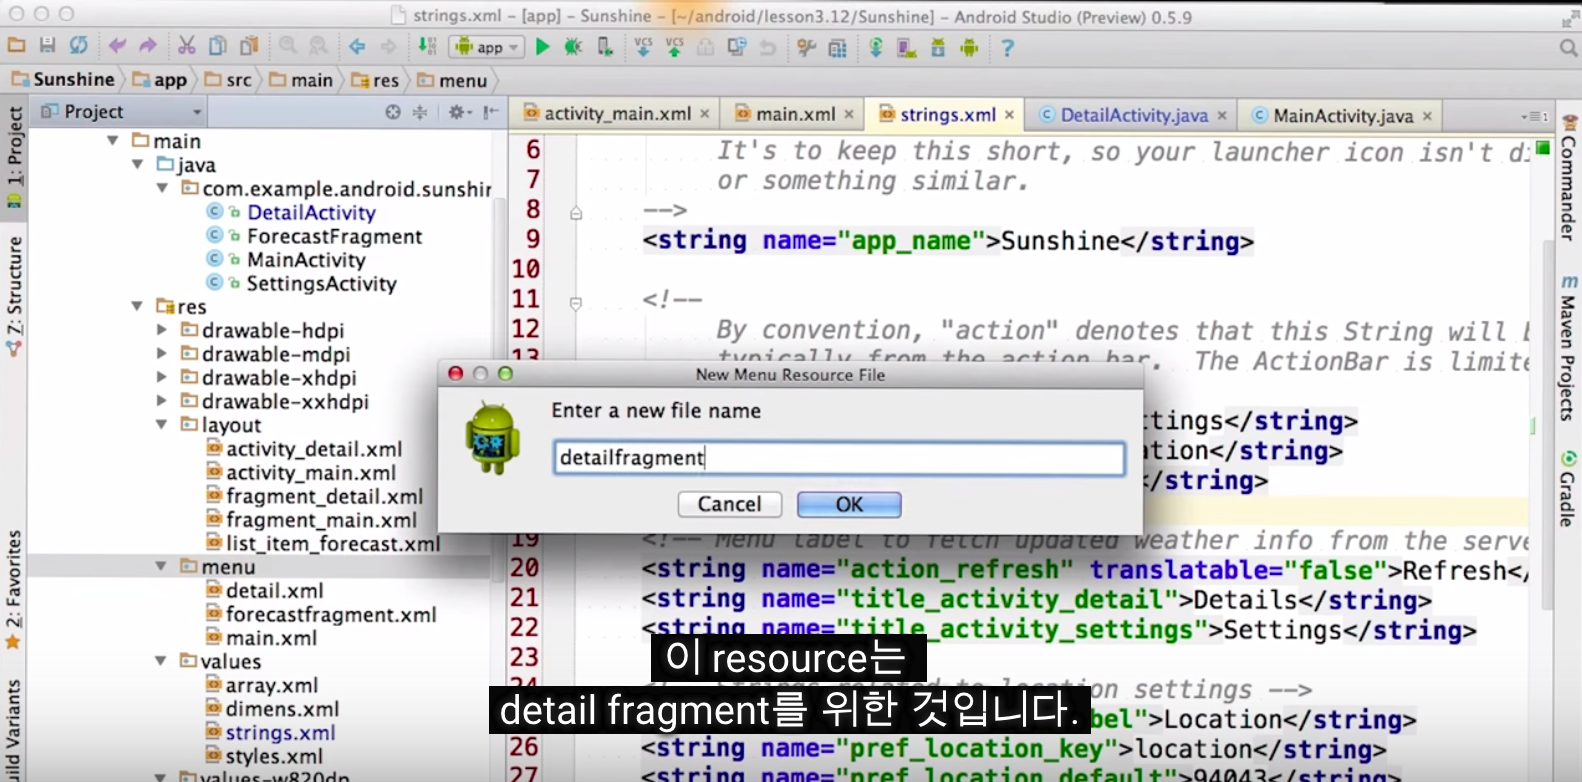 strings.xml – [app] – Sunshine – [~/android/lesson3.12/Sunshine] – Android Studio (Preview) 0.5.9
app
VCS VCS
?
Sunshine app src main res menu
Project
activity_main.xml main.xml strings.xml DetailActivity.java MainActivity.java
1: Project
7: Structure
2: Favorites
Build Variants
main
java
com.example.android.sunshin
DetailActivity
ForecastFragment
MainActivity
SettingsActivity
res
drawable-hdpi
drawable-mdpi
drawable-xhdpi
drawable-xxhdpi
layout
activity_detail.xml
activity_main.xml
fragment_detail.xml
fragment_main.xml
list_item_forecast.xml
menu
detail.xml
forecastfragment.xml
main.xml
values
array.xml
dimens.xml
strings.xml
styles.xml
values-w820dp
6 It's to keep this short, so your launcher icon isn't di
7 or something similar.
8 -->
9 <string name="app_name">Sunshine</string>
10
11 <!--
12 By convention, "action" denotes that this String will b
13 typically from the action bar. The ActionBar is limite
New Menu Resource File
Enter a new file name
detailfragment
Cancel OK
ttings</string>
ation</string>
</string>
19 <!-- Menu label to fetch updated weather info from the serve
20 <string name="action_refresh" translatable="false">Refresh</
21 <string name="title_activity_detail">Details</string>
22 <string name="title_activity_settings">Settings</string>
23
24 <!-- Strings related to location settings -->
bel">Location</string>
26 <string name="pref_location_key">location</string>
27 <string name="pref_location_default">94043</string>
이 resource는
detail fragment를 위한 것입니다.
Commander
Maven Projects
Gradle